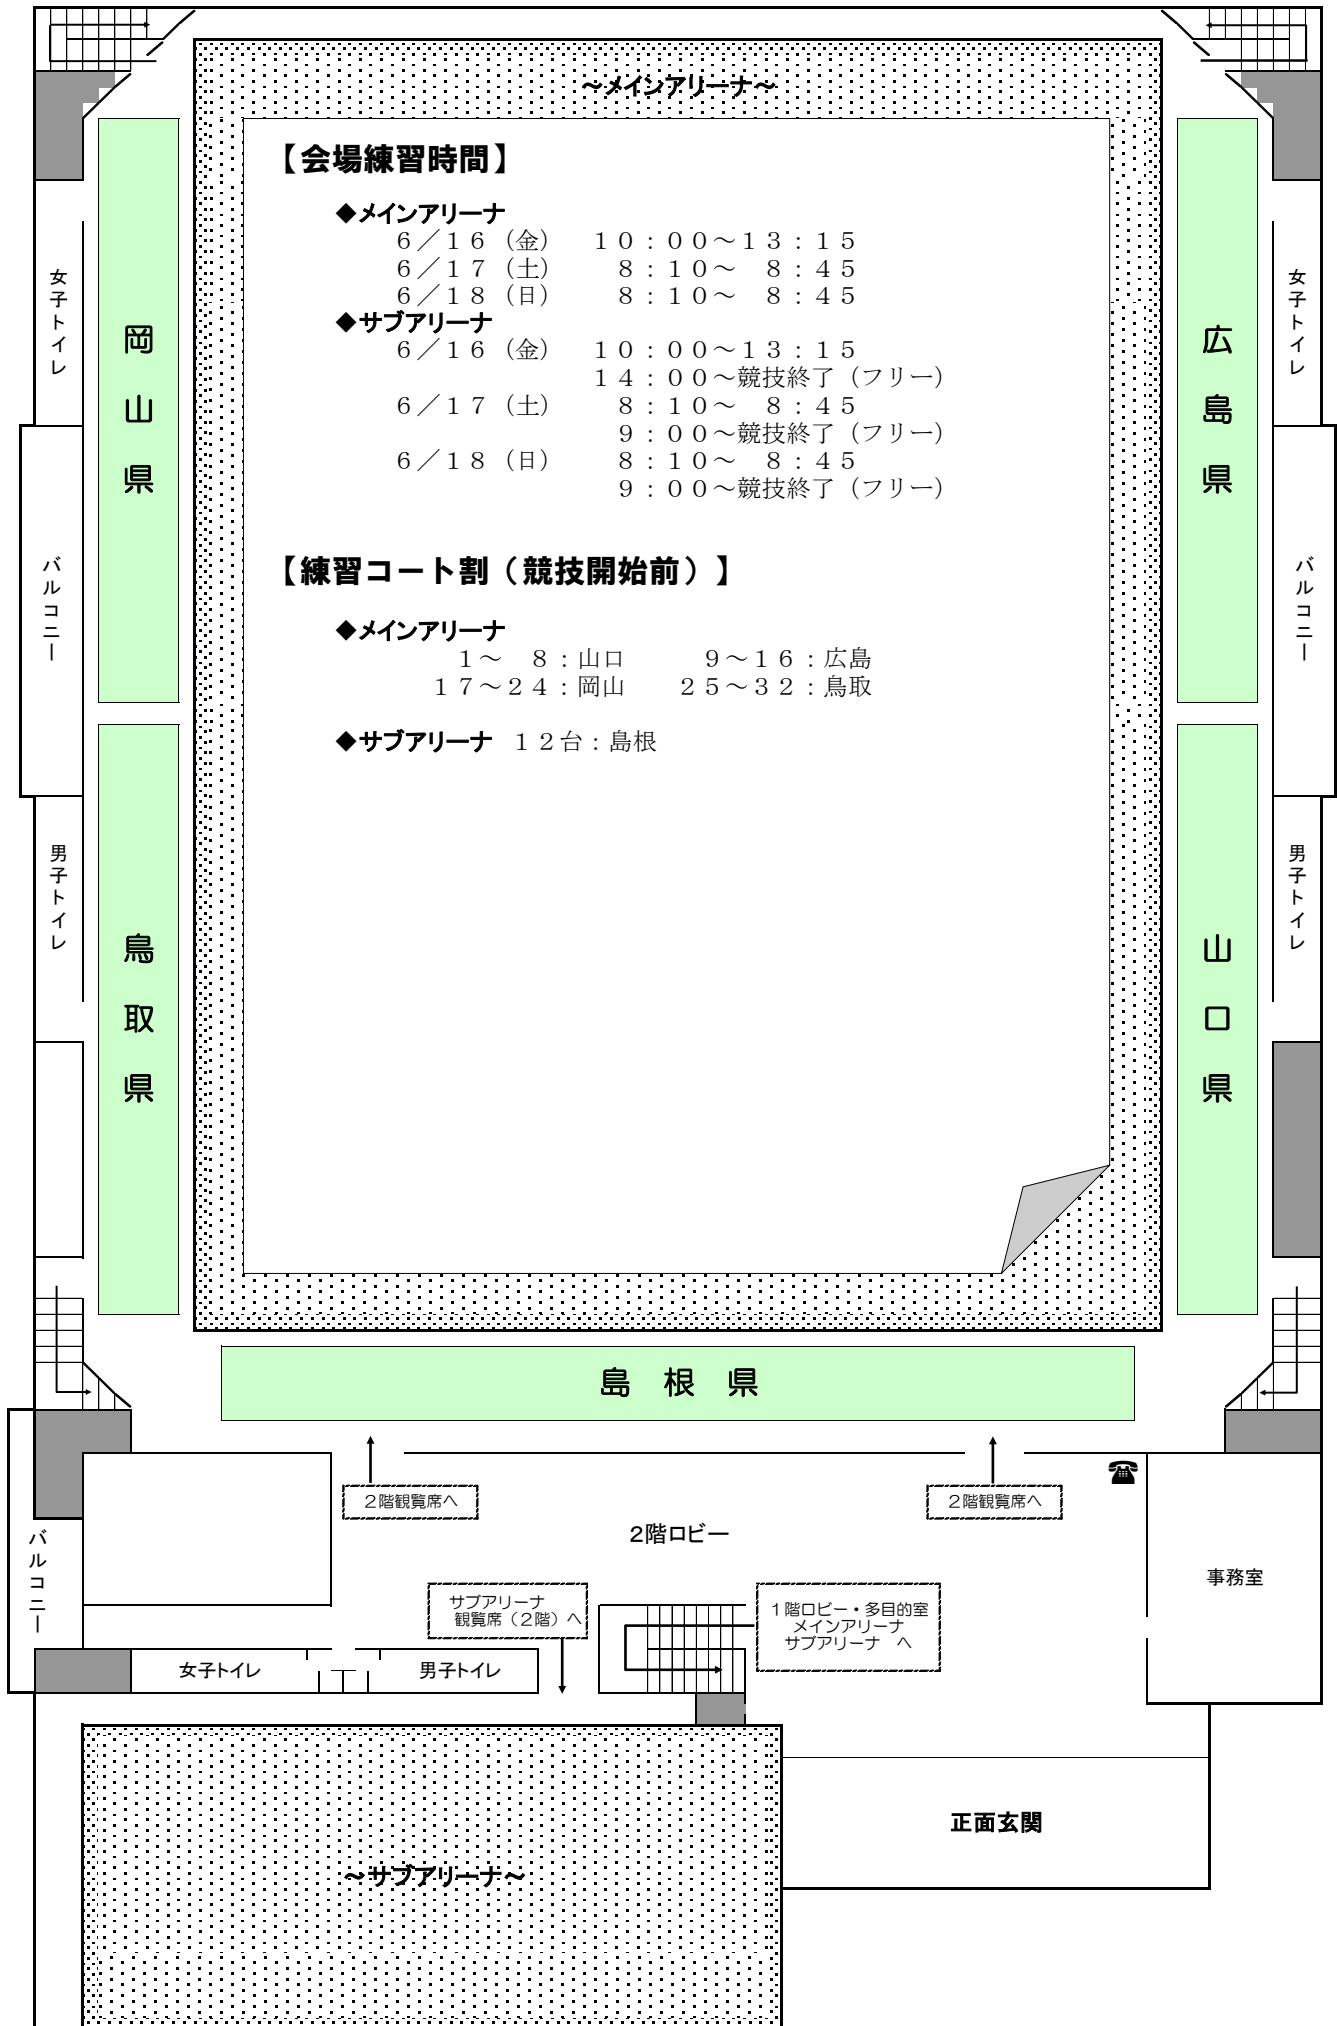 ～メインアリーナ～
【会場練習時間】
◆メインアリーナ
６／１６（金）　１０：００～１３：１５
６／１７（土）　　８：１０～　８：４５
６／１８（日）　　８：１０～　８：４５
◆サブアリーナ
６／１６（金）　１０：００～１３：１５
１４：００～競技終了（フリー）
６／１７（土）　　８：１０～　８：４５
９：００～競技終了（フリー）
６／１８（日）　　８：１０～　８：４５
９：００～競技終了（フリー）
【練習コート割（競技開始前）】
◆メインアリーナ
１～　８：山口　　　９～１６：広島
１７～２４：岡山　　２５～３２：鳥取
◆サブアリーナ　１２台：島根
女子トイレ
岡山県
広島県
女子トイレ
バルコニー
バルコニー
男子トイレ
鳥取県
山口県
男子トイレ
島根県
２階観覧席へ
２階観覧席へ
２階ロビー
バルコニー
事務室
サブアリーナ
観覧席（２階）へ
１階ロビー・多目的室
メインアリーナ
サブアリーナ　へ
女子トイレ
男子トイレ
正面玄関
～サブアリーナ～